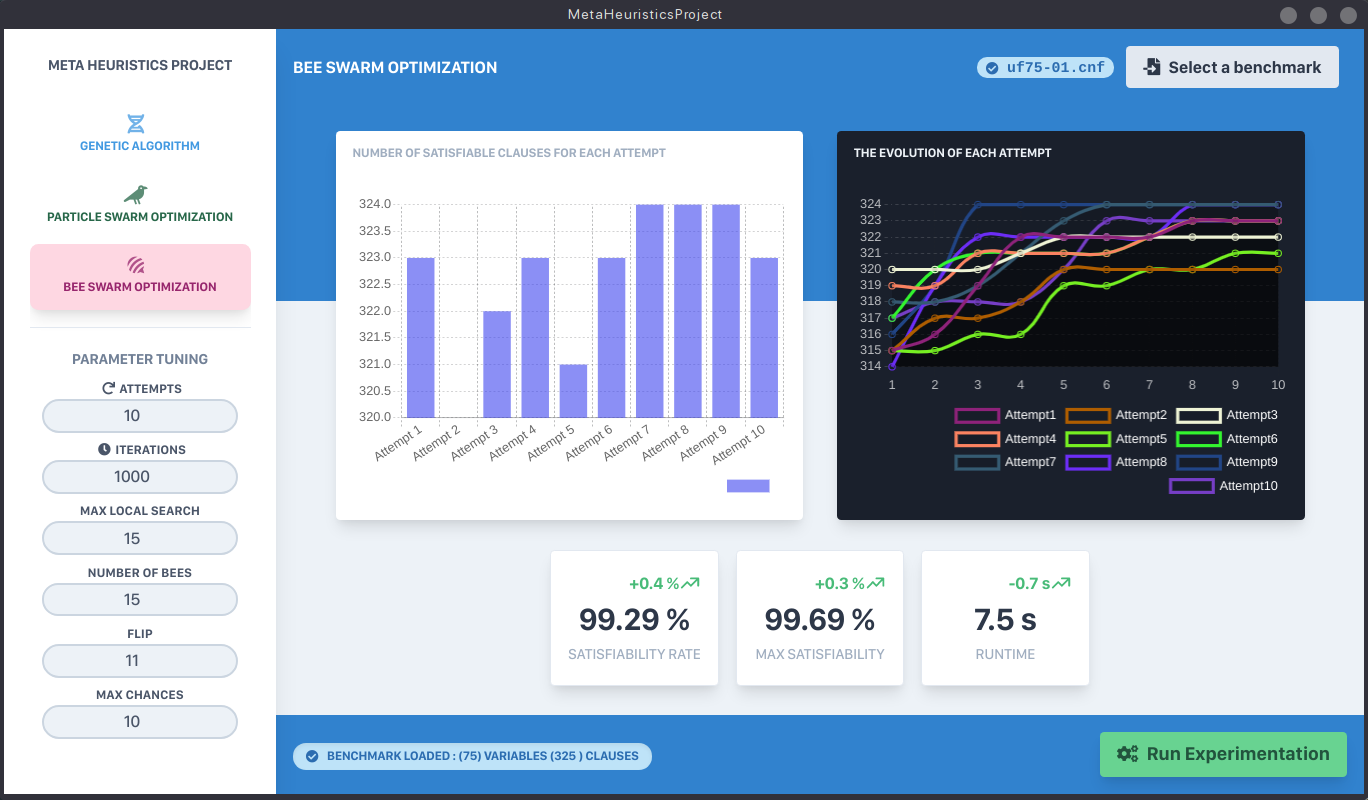 MetaHeuristicsProject
META HEURISTICS PROJECT
GENETIC ALGORITHM
PARTICLE SWARM OPTIMIZATION
BEE SWARM OPTIMIZATION
PARAMETER TUNING
ATTEMPTS
10
ITERATIONS
1000
MAX LOCAL SEARCH
15
NUMBER OF BEES
15
FLIP
11
MAX CHANCES
10
BEE SWARM OPTIMIZATION
uf75-01.cnf
Select a benchmark
NUMBER OF SATISFIABLE CLAUSES FOR EACH ATTEMPT
324.0
323.5
323.0
322.5
322.0
321.5
321.0
320.5
320.0
Attempt 1
Attempt 2
Attempt 3
Attempt 4
Attempt 5
Attempt 6
Attempt 7
Attempt 8
Attempt 9
Attempt 10
THE EVOLUTION OF EACH ATTEMPT
324
323
322
321
320
319
318
317
316
315
314
1 2 3 4 5 6 7 8 9 10
Attempt1 Attempt2 Attempt3
Attempt4 Attempt5 Attempt6
Attempt7 Attempt8 Attempt9
Attempt10
+0.4 %
99.29 %
SATISFIABILITY RATE
+0.3 %
99.69 %
MAX SATISFIABILITY
-0.7 s
7.5 s
RUNTIME
BENCHMARK LOADED : (75) VARIABLES (325 ) CLAUSES
Run Experimentation